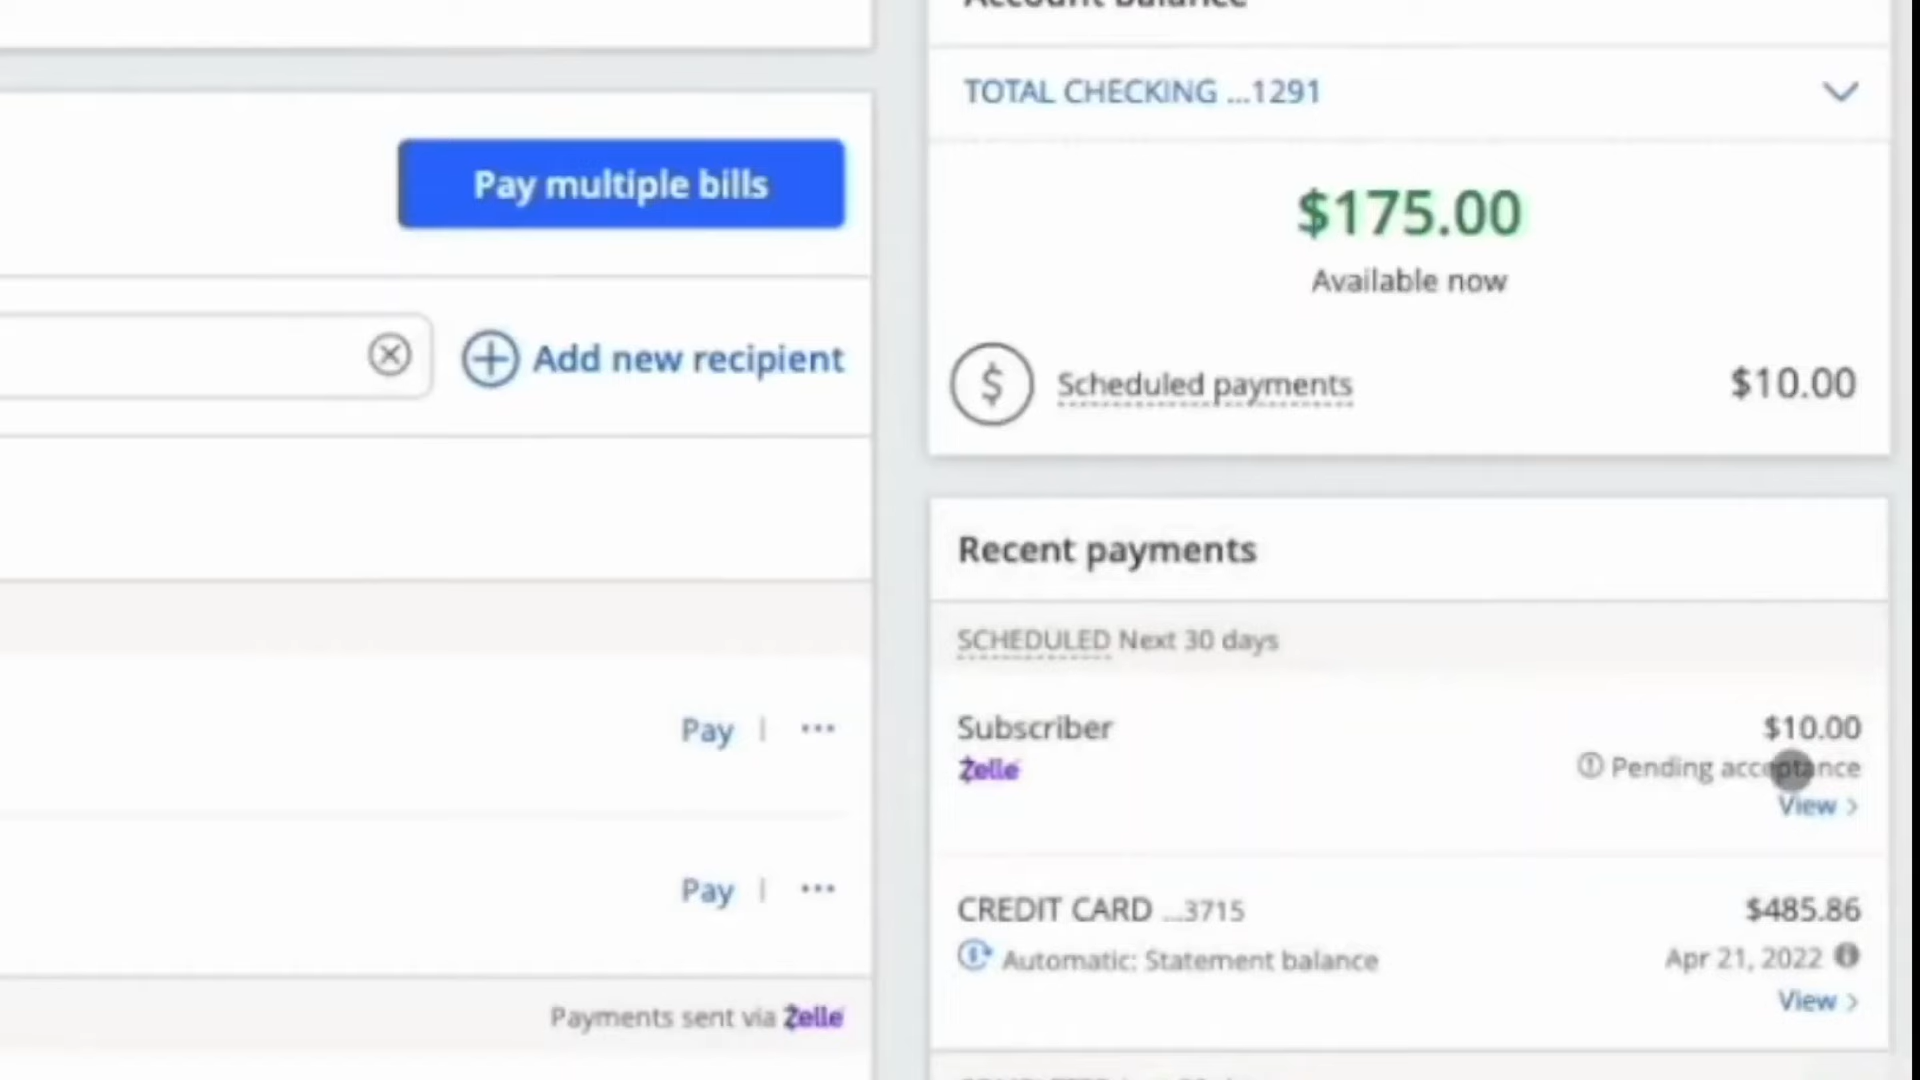 Account balance
TOTAL CHECKING ...1291
Pay multiple bills
$175.00
Available now
Add new recipient
Scheduled payments
$10.00
Recent payments
SCHEDULED Next 30 days
Subscriber
$10.00
Pay
Zelle
Pending acceptance
View >
Pay
CREDIT CARD ...3715
$485.86
Automatic: Statement balance
Apr 21, 2022
View >
Payments sent via Zelle